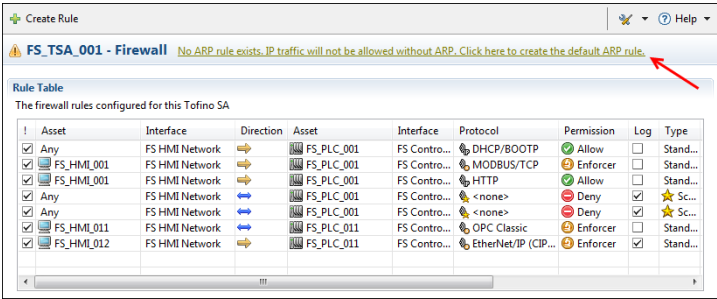 Create Rule Help
FS_TSA_001 - Firewall No ARP rule exists. IP traffic will not be allowed without ARP. Click here to create the default ARP rule.
Rule Table
The firewall rules configured for this Tofino SA
! Asset Interface Direction Asset Interface Protocol Permission Log Type
Any FS HMI Network FS_PLC_001 FS Contro... DHCP/BOOTP Allow Stand...
FS_HMI_001 FS HMI Network FS_PLC_001 FS Contro... MODBUS/TCP Enforcer Stand...
FS_HMI_001 FS HMI Network FS_PLC_001 FS Contro... HTTP Allow Stand...
Any FS HMI Network FS_PLC_001 FS Contro... <none> Deny Sc...
Any FS HMI Network FS_PLC_001 FS Contro... <none> Deny Sc...
FS_HMI_011 FS HMI Network FS_PLC_011 FS Contro... OPC Classic Enforcer Stand...
FS_HMI_012 FS HMI Network FS_PLC_011 FS Contro... EtherNet/IP (CIP... Enforcer Stand...